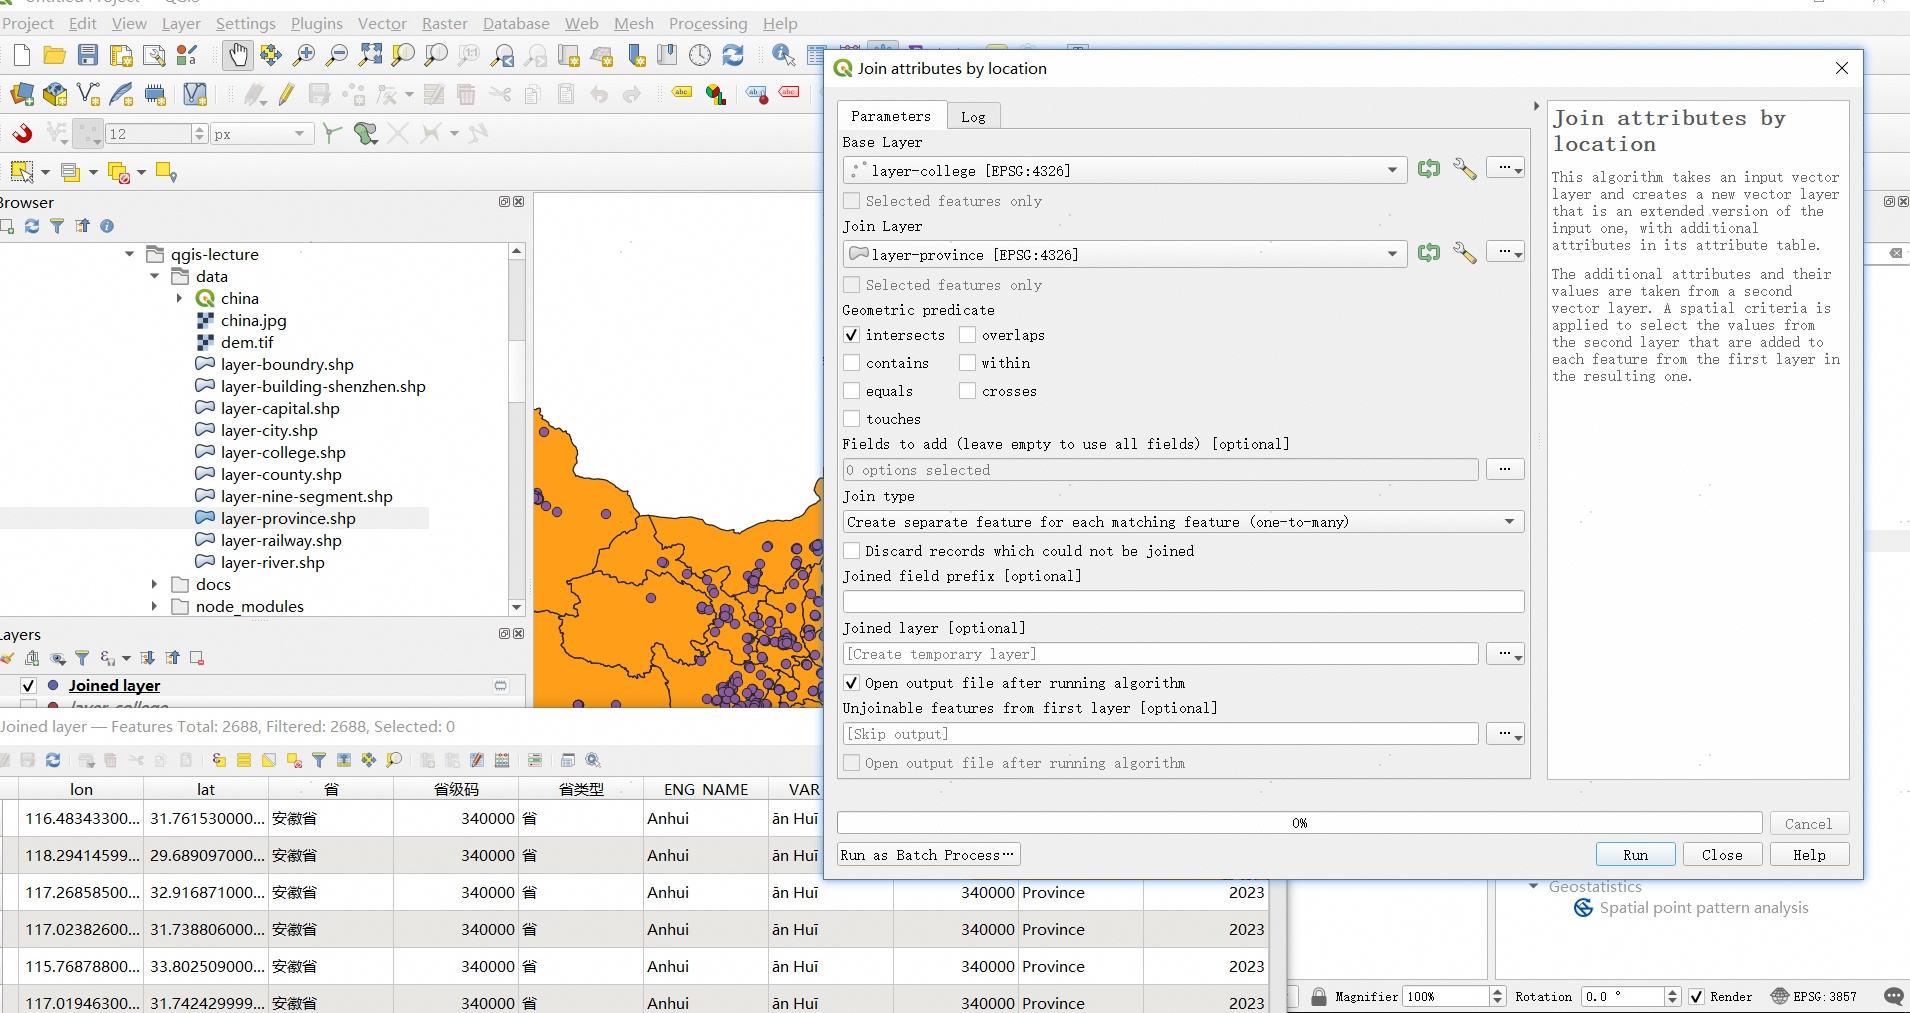 Untitled Project — QGIS
Project Edit View Layer Settings Plugins Vector Raster Database Web Mesh Processing Help
12 px
Browser
qgis-lecture
data
china
china.jpg
dem.tif
layer-boundry.shp
layer-building-shenzhen.shp
layer-capital.shp
layer-city.shp
layer-college.shp
layer-county.shp
layer-nine-segment.shp
layer-province.shp
layer-railway.shp
layer-river.shp
docs
node_modules
Layers
Joined layer
layer-college
Joined layer — Features Total: 2688, Filtered: 2688, Selected: 0
lon lat 省 省级码 省类型 ENG_NAME VAR
116.48343300... 31.761530000... 安徽省 340000 省 Anhui ān Huī
118.29414599... 29.689097000... 安徽省 340000 省 Anhui ān Huī
117.26858500... 32.916871000... 安徽省 340000 省 Anhui ān Huī 340000 Province 2023
117.02382600... 31.738806000... 安徽省 340000 省 Anhui ān Huī 340000 Province 2023
115.76878800... 33.802509000... 安徽省 340000 省 Anhui ān Huī 340000 Province 2023
117.01946300... 31.742429999... 安徽省 340000 省 Anhui ān Huī 340000 Province 2023
Join attributes by location
Parameters Log
Base Layer
layer-college [EPSG:4326]
Selected features only
Join Layer
layer-province [EPSG:4326]
Selected features only
Geometric predicate
intersects overlaps
contains within
equals crosses
touches
Fields to add (leave empty to use all fields) [optional]
0 options selected
Join type
Create separate feature for each matching feature (one-to-many)
Discard records which could not be joined
Joined field prefix [optional]
Joined layer [optional]
[Create temporary layer]
Open output file after running algorithm
Unjoinable features from first layer [optional]
[Skip output]
Open output file after running algorithm
0% Cancel
Run as Batch Process… Run Close Help
Join attributes by
location
This algorithm takes an input vector
layer and creates a new vector layer
that is an extended version of the
input one, with additional
attributes in its attribute table.
The additional attributes and their
values are taken from a second
vector layer. A spatial criteria is
applied to select the values from
the second layer that are added to
each feature from the first layer in
the resulting one.
Geostatistics
Spatial point pattern analysis
Magnifier 100% Rotation 0.0 ° Render EPSG:3857